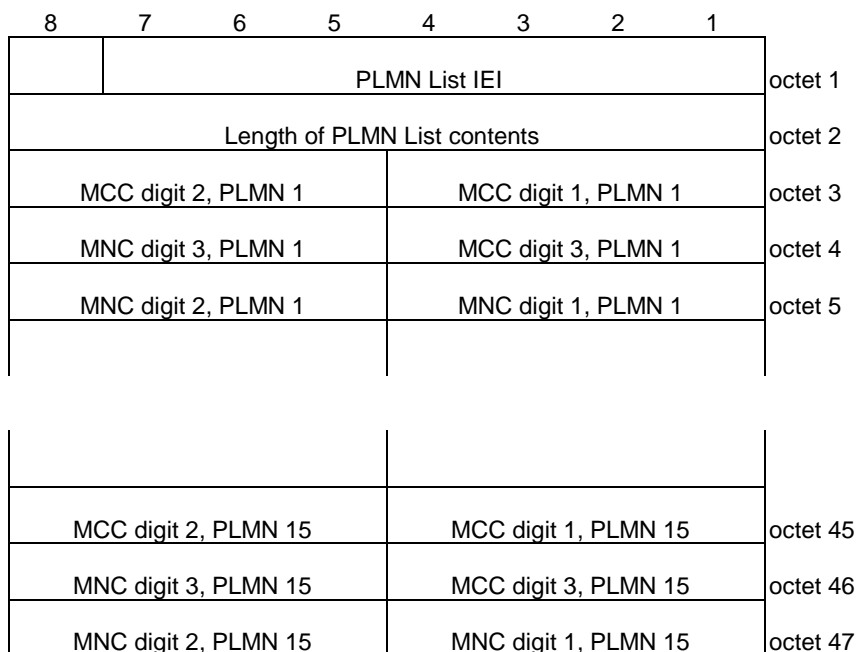 8 7 6 5 4 3 2 1
PLMN List IEI octet 1
Length of PLMN List contents octet 2
MCC digit 2, PLMN 1 MCC digit 1, PLMN 1 octet 3
MNC digit 3, PLMN 1 MCC digit 3, PLMN 1 octet 4
MNC digit 2, PLMN 1 MNC digit 1, PLMN 1 octet 5
MCC digit 2, PLMN 15 MCC digit 1, PLMN 15 octet 45
MNC digit 3, PLMN 15 MCC digit 3, PLMN 15 octet 46
MNC digit 2, PLMN 15 MNC digit 1, PLMN 15 octet 47